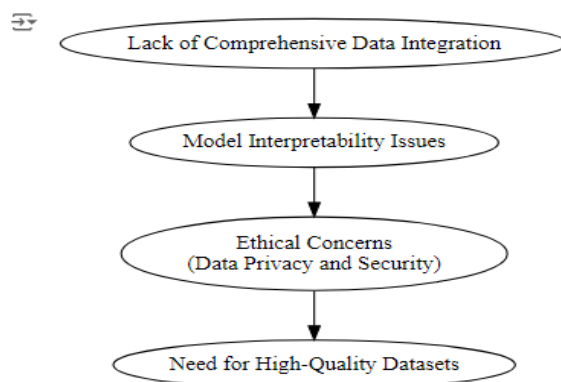 Lack of Comprehensive Data Integration
Model Interpretability Issues
Ethical Concerns
(Data Privacy and Security)
Need for High-Quality Datasets